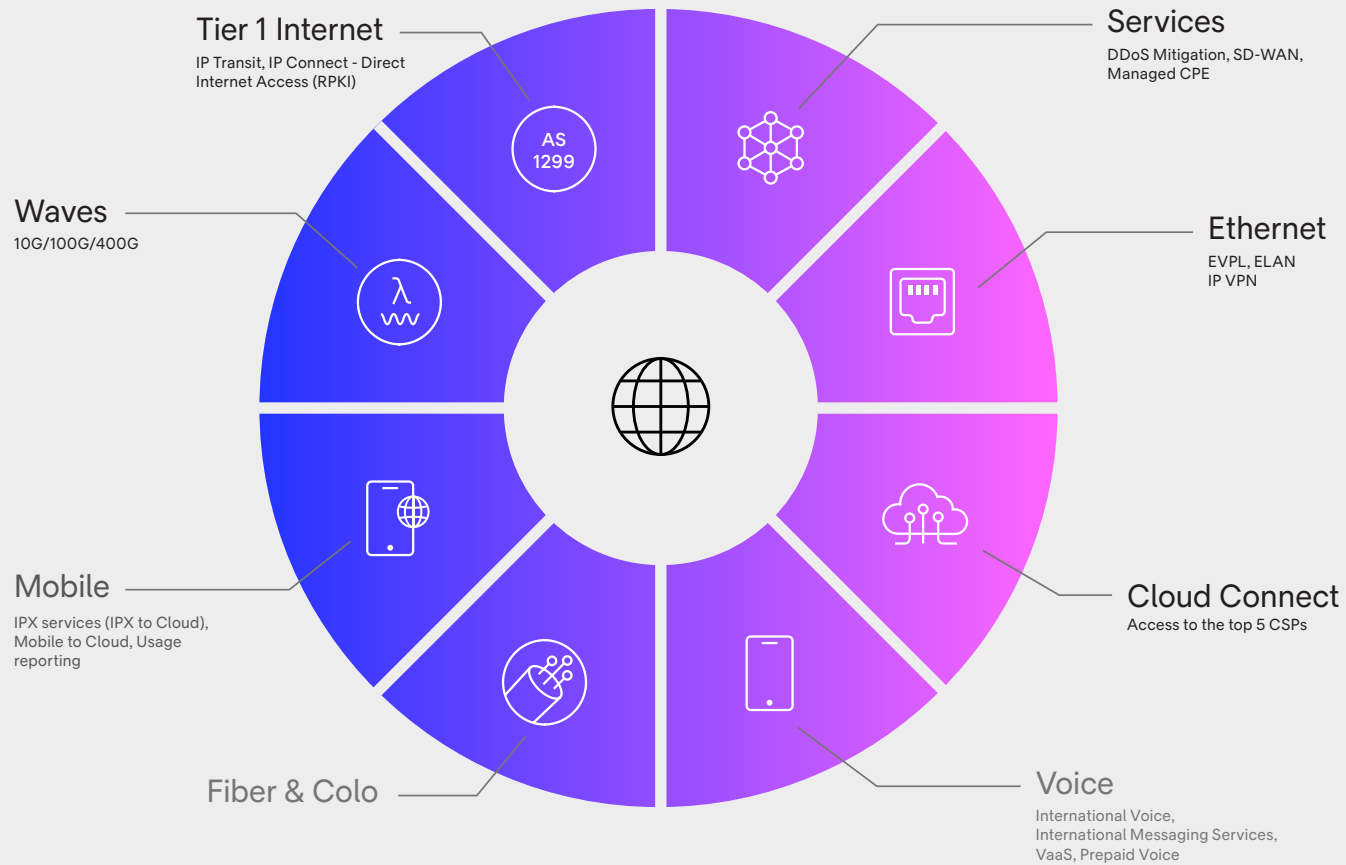 Tier 1 Internet
IP Transit, IP Connect - Direct
Internet Access (RPKI)
AS
1299
Services
DDoS Mitigation, SD-WAN,
Managed CPE
Waves
10G/100G/400G
λ
Ethernet
EVPL, ELAN
IP VPN
Mobile
IPX services (IPX to Cloud),
Mobile to Cloud, Usage
reporting
Cloud Connect
Access to the top 5 CSPs
Fiber & Colo
Voice
International Voice,
International Messaging Services,
VaaS, Prepaid Voice